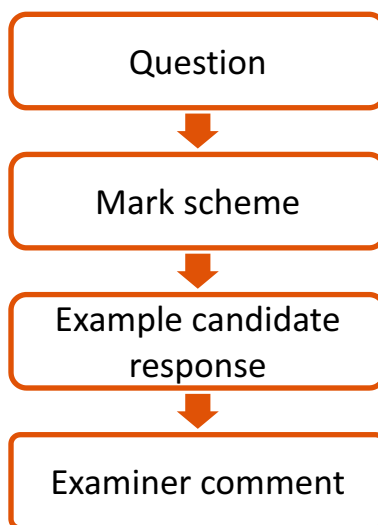 Question
Mark scheme
Example candidate
response
Examiner comment